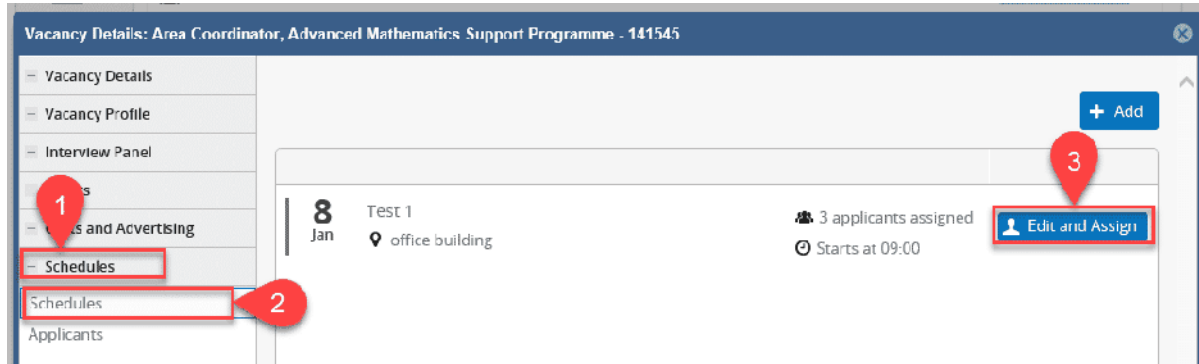 Vacancy Details: Area Coordinator, Advanced Mathematics Support Programme - 141545
Vacancy Details
Vacancy Profile
Interview Panel
1
and Advertising
Schedules
Schedules
2
Applicants
+ Add
3
8
Jan
Test 1
office building
3 applicants assigned
Starts at 09:00
Edit and Assign